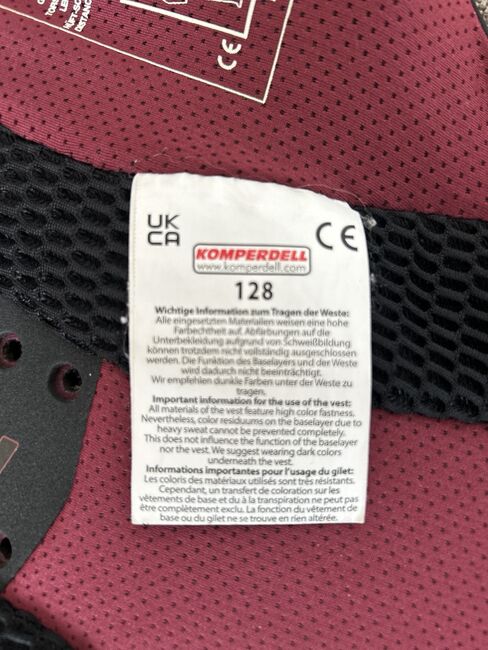 TORS
LEN
HÜFT-SC
DISTANC
CE
UK
CA
CE
KOMPERDELL
www.komperdell.com
128
Wichtige Information zum Tragen der Weste:
Alle eingesetzten Materialien weisen eine hohe
Farbechtheit auf. Abfärbungen auf die
Unterbekleidung aufgrund von Schweißbildung
können trotzdem nicht vollständig ausgeschlossen
werden. Die Funktion des Baselayers und der Weste
wird dadurch nicht beeinträchtigt.
Wir empfehlen dunkle Farben unter der Weste zu
tragen.
Important information for the use of the vest:
All materials of the vest feature high color fastness.
Nevertheless, color residuums on the baselayer due to
heavy sweat cannot be prevented completely.
This does not influence the function of the baselayer
nor the vest. We suggest wearing dark colors
underneath the vest.
Informations importantes pour l'usage du gilet:
Les coloris des matériaux utilisés sont trés résistants.
Cependant, un transfert de coloration sur les
vêtements de base et du à la transpiration ne peut pas
être complétement exclu. La fonction du vêtement de
base ou du gilet ne se trouve en rien altérée.